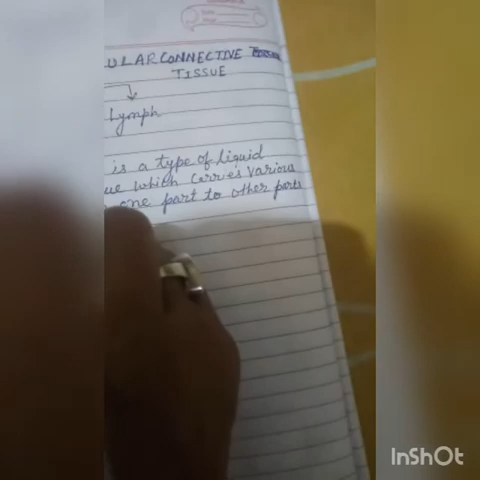 ULAR CONNECTIVE
TISSUE
Lymph
is a type of liquid
ue which carries various
one part to other parts
InShOt